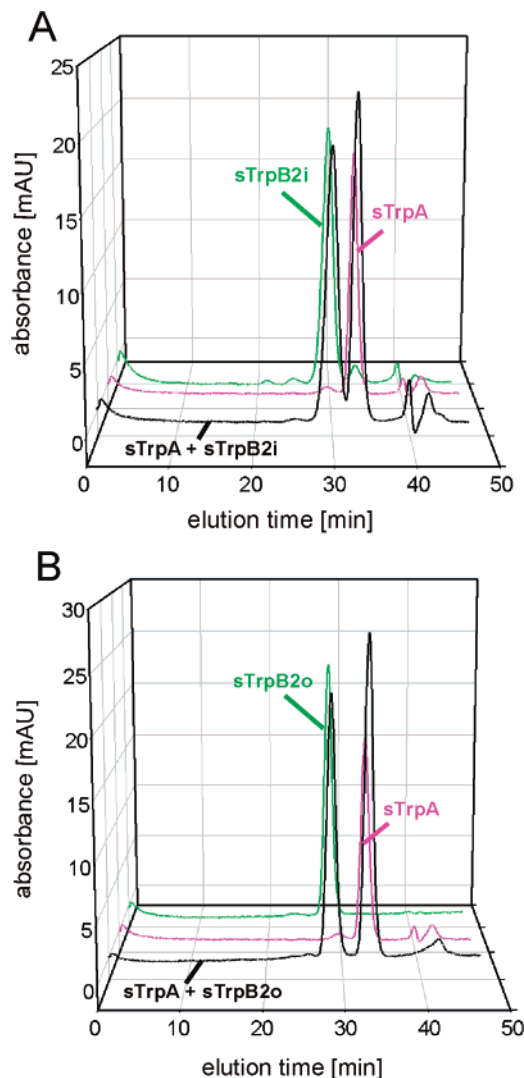 A
25
20
15
10
5
0
absorbance [mAU]
sTrpB2i
sTrpA
sTrpA + sTrpB2i
0 10 20 30 40 50
elution time [min]
B
30
25
20
15
10
5
0
absorbance [mAU]
sTrpB2o
sTrpA
sTrpA + sTrpB2o
0 10 20 30 40 50
elution time [min]